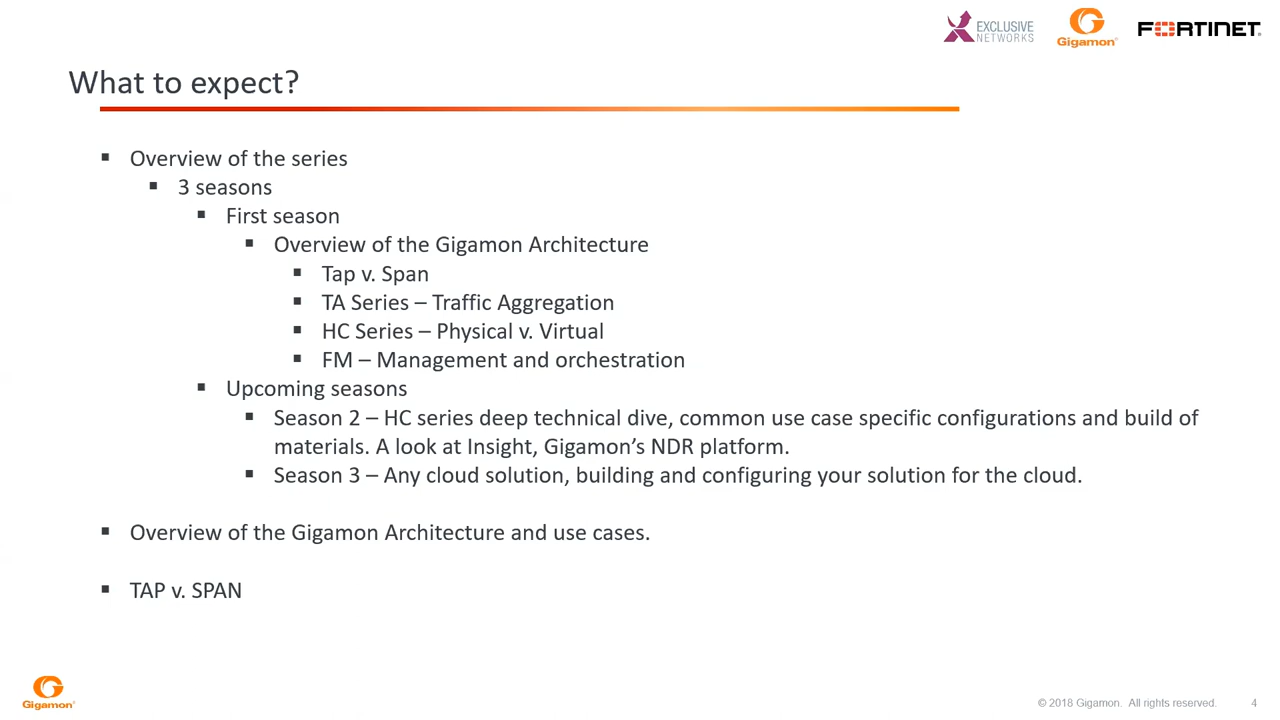 EXCLUSIVE
NETWORKS
Gigamon®
FORTINET®
What to expect?
▪ Overview of the series
▪ 3 seasons
▪ First season
▪ Overview of the Gigamon Architecture
▪ Tap v. Span
▪ TA Series – Traffic Aggregation
▪ HC Series – Physical v. Virtual
▪ FM – Management and orchestration
▪ Upcoming seasons
▪ Season 2 – HC series deep technical dive, common use case specific configurations and build of
materials. A look at Insight, Gigamon’s NDR platform.
▪ Season 3 – Any cloud solution, building and configuring your solution for the cloud.
▪ Overview of the Gigamon Architecture and use cases.
▪ TAP v. SPAN
Gigamon®
© 2018 Gigamon. All rights reserved. 4